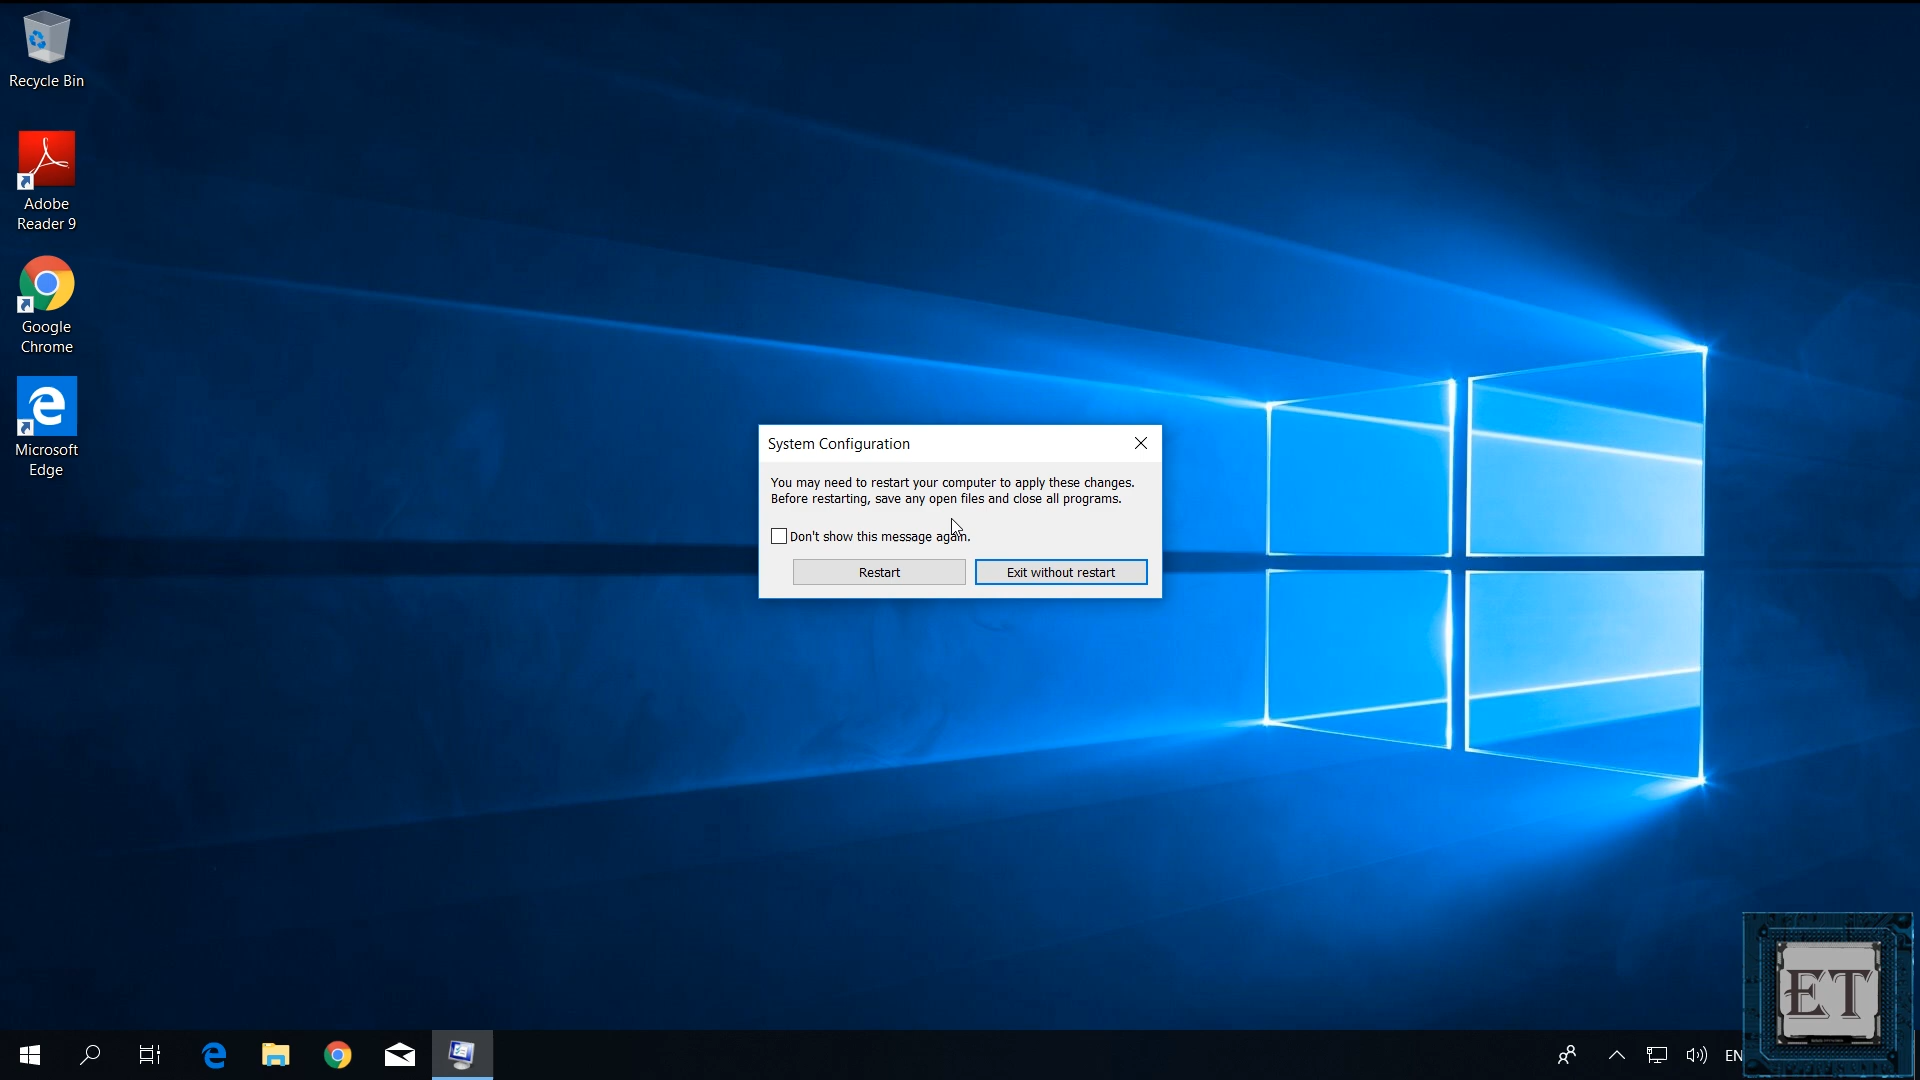 Recycle Bin
Adobe
Reader 9
Google
Chrome
Microsoft
Edge
System Configuration
You may need to restart your computer to apply these changes.
Before restarting, save any open files and close all programs.
Don't show this message again.
Restart
Exit without restart
EN
ET